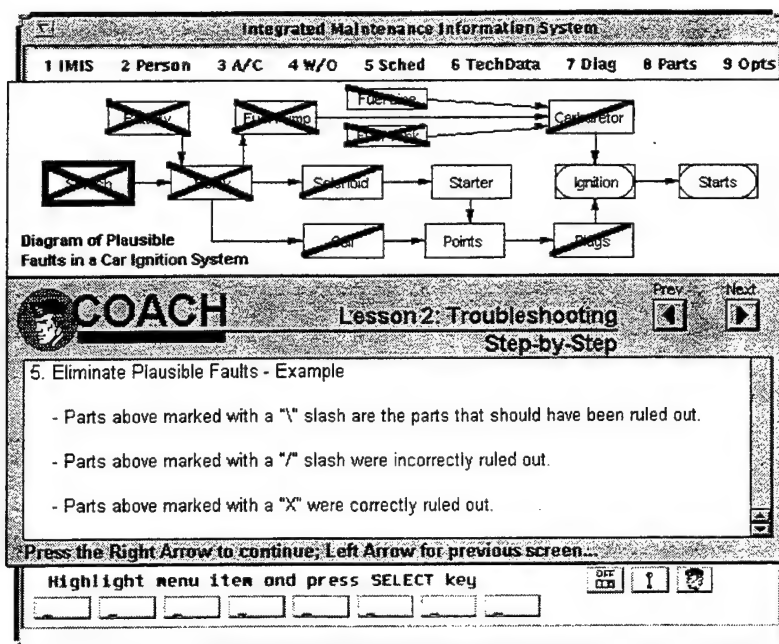 Integrated Maintenance Information System
1 IMIS 2 Person 3 A/C 4 W/O 5 Sched 6 TechData 7 Diag 8 Parts 9 Opts
Carburetor
Solenoid Starter Ignition Starts
Diagram of Plausible
Faults in a Car Ignition System
Points Plugs
COACH
Lesson 2: Troubleshooting
Step-by-Step
Prev Next
5. Eliminate Plausible Faults - Example
- Parts above marked with a "\" slash are the parts that should have been ruled out.
- Parts above marked with a "/" slash were incorrectly ruled out.
- Parts above marked with a "X" were correctly ruled out.
Press the Right Arrow to continue; Left Arrow for previous screen...
Highlight menu item and press SELECT key
OFF